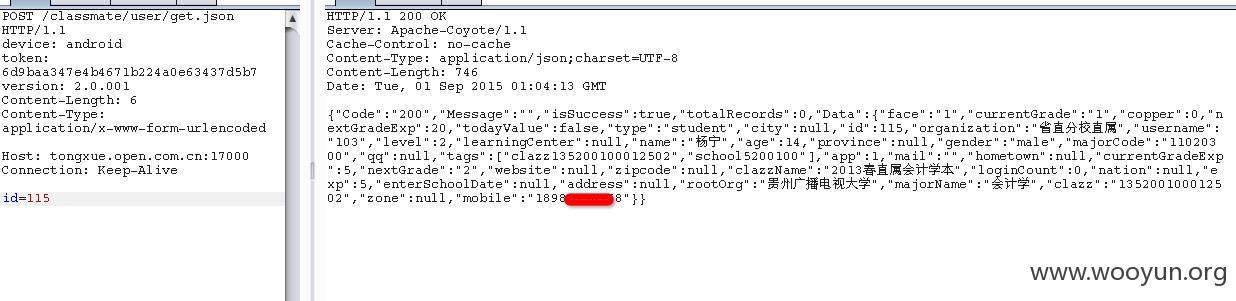 POST /classmate/user/get.json
HTTP/1.1
device: android
token:
6d9baa347e4b4671b224a0e63437d5b7
version: 2.0.001
Content-Length: 6
Content-Type:
application/x-www-form-urlencoded
Host: tongxue.open.com.cn:17000
Connection: Keep-Alive
id=115
HTTP/1.1 200 OK
Server: Apache-Coyote/1.1
Cache-Control: no-cache
Content-Type: application/json;charset=UTF-8
Content-Length: 746
Date: Tue, 01 Sep 2015 01:04:13 GMT
{"Code":"200","Message":"","isSuccess":true,"totalRecords":0,"Data":{"face":"1","currentGrade":"1","copper":0,"n
extGradeExp":20,"todayValue":false,"type":"student","city":null,"id":115,"organization":"省直分校直属","username":
"103","level":2,"learningCenter":null,"name":"杨宁","age":14,"province":null,"gender":"male","majorCode":"110203
00","qq":null,"tags":["clazz135200100012502","school5200100"],"app":1,"mail":"","hometown":null,"currentGradeExp
":5,"nextGrade":"2","website":null,"zipcode":null,"clazzName":"2013春直属会计学本","loginCount":0,"nation":null,"e
xp":5,"enterSchoolDate":null,"address":null,"rootOrg":"贵州广播电视大学","majorName":"会计学","clazz":"1352001000125
02","zone":null,"mobile":"1898 8"}}
www.wooyun.org